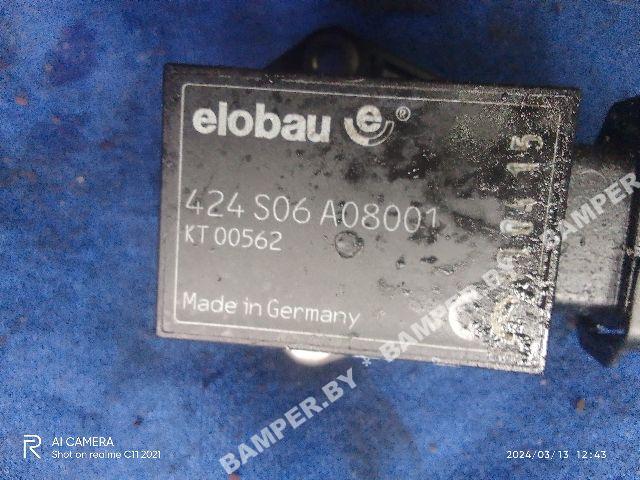 elobau e ®
424 S06 A08001
KT 00562
Made in Germany
BAMPER.BY * BAMPER.BY * BAMPER.BY
AI CAMERA
Shot on realme C11 2021
2024/03/13 12:43